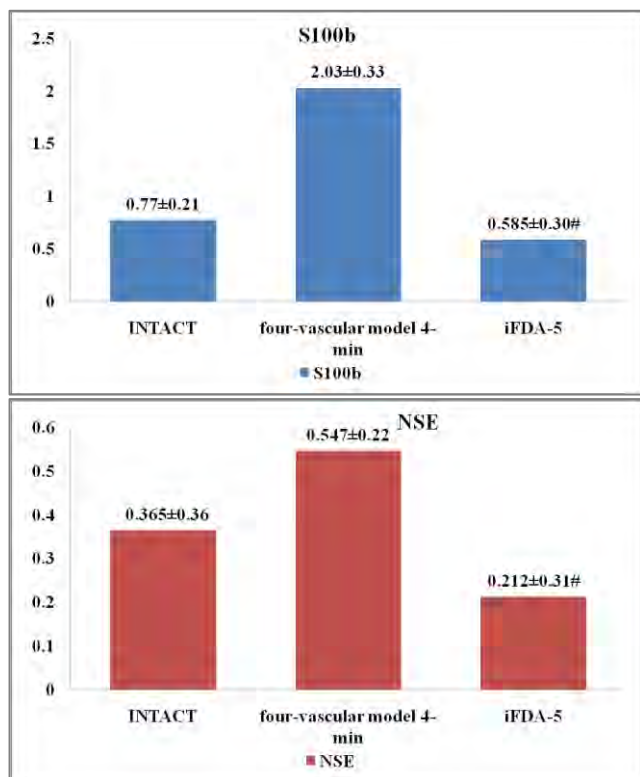 S100b
2.5
2.03±0.33
2
1.5
1
0.77±0.21
0.585±0.30#
0.5
0
INTACT
four-vascular model 4-
min
iFDA-5
S100b
NSE
0.6
0.547±0.22
0.5
0.4
0.365±0.36
0.3
0.212±0.31#
0.2
0.1
0
INTACT
four-vascular model 4-
min
iFDA-5
NSE